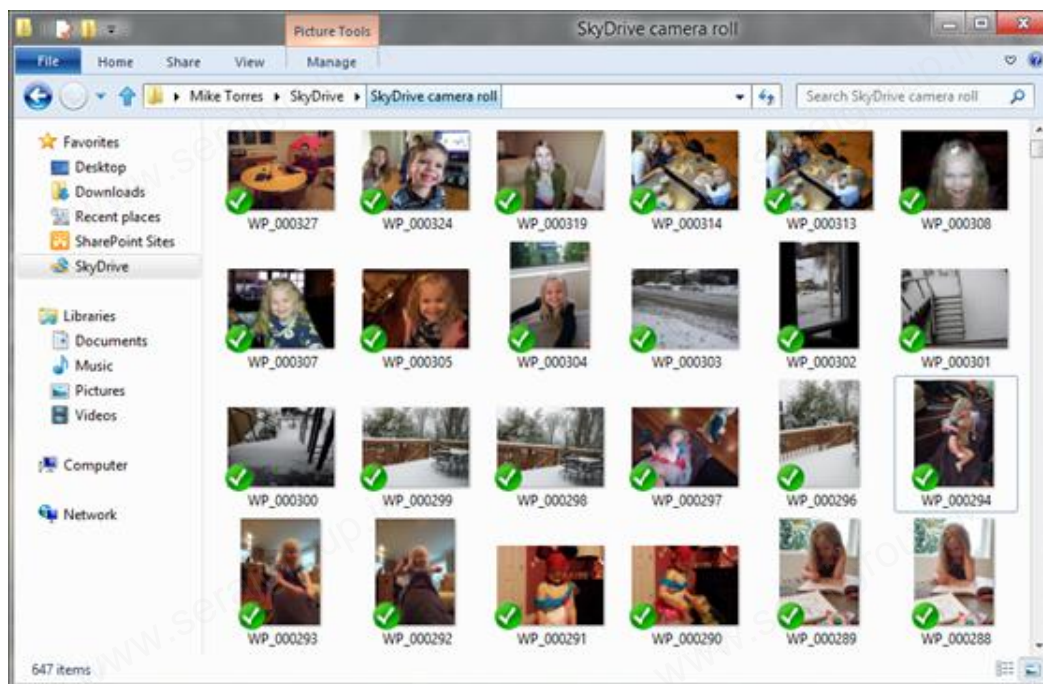 Picture Tools
SkyDrive camera roll
File Home Share View Manage
Mike Torres SkyDrive SkyDrive camera roll
Search SkyDrive camera roll
Favorites
Desktop
Downloads
Recent places
SharePoint Sites
SkyDrive
Libraries
Documents
Music
Pictures
Videos
Computer
Network
WP_000327 WP_000324 WP_000319 WP_000314 WP_000313 WP_000308
WP_000307 WP_000305 WP_000304 WP_000303 WP_000302 WP_000301
WP_000300 WP_000299 WP_000298 WP_000297 WP_000296 WP_000294
WP_000293 WP_000292 WP_000291 WP_000290 WP_000289 WP_000288
647 items